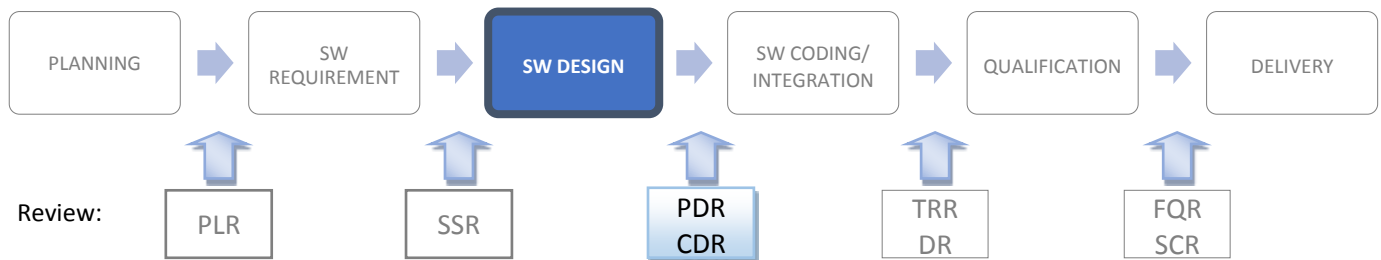 PLANNING
SW
REQUIREMENT
SW DESIGN
SW CODING/
INTEGRATION
QUALIFICATION
DELIVERY
Review:
PLR
SSR
PDR
CDR
TRR
DR
FQR
SCR